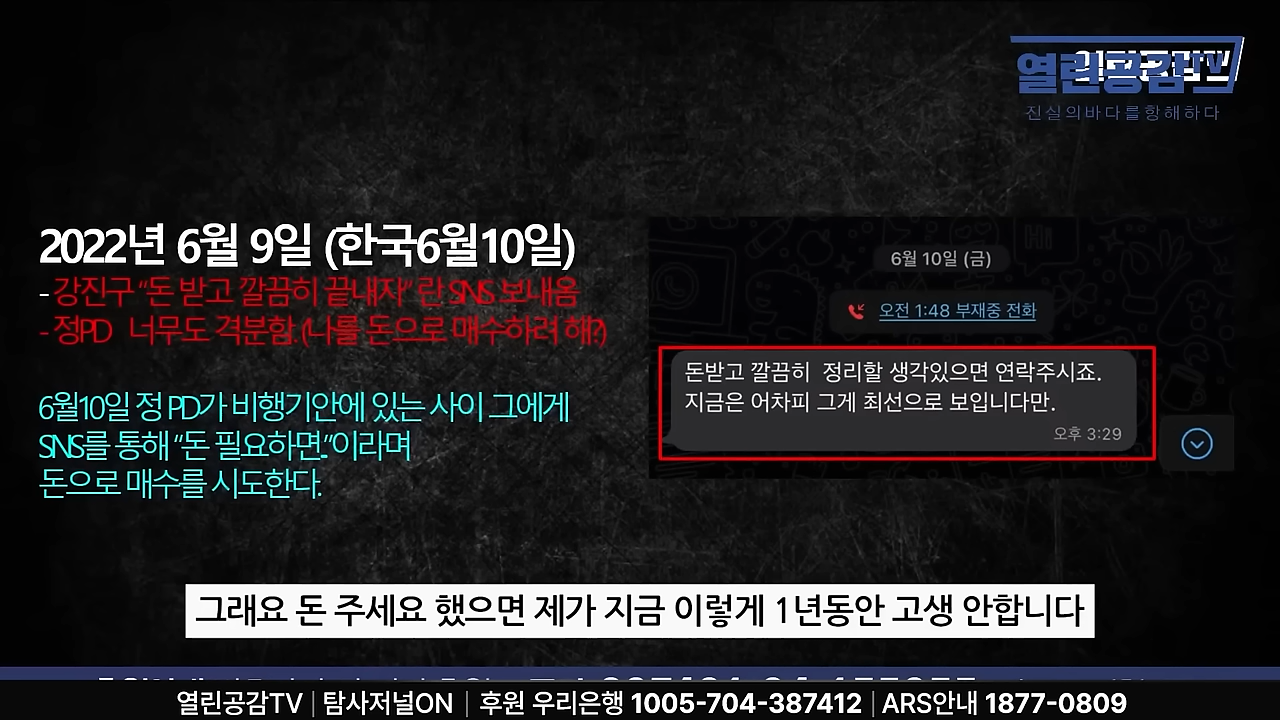 열린공감TV
진실의바다를항해하다
2022년 6월 9일 (한국6월10일)
- 강진구 “돈 받고 깔끔히 끝내자” 란 SNS 보내옴
- 정PD 너무도 격분함. (나를 돈으로 매수하려 해?)
6월10일 정 PD가 비행기안에 있는 사이 그에게
SNS를 통해 “돈 필요하면..”이라며
돈으로 매수를 시도한다.
6월 10일 (금)
오전 1:48 부재중 전화
돈받고 깔끔히 정리할 생각있으면 연락주시죠.
지금은 어차피 그게 최선으로 보입니다만.
오후 3:29
그래요 돈 주세요 했으면 제가 지금 이렇게 1년동안 고생 안합니다
열린공감TV | 탐사저널ON | 후원 우리은행 1005-704-387412 | ARS안내 1877-0809